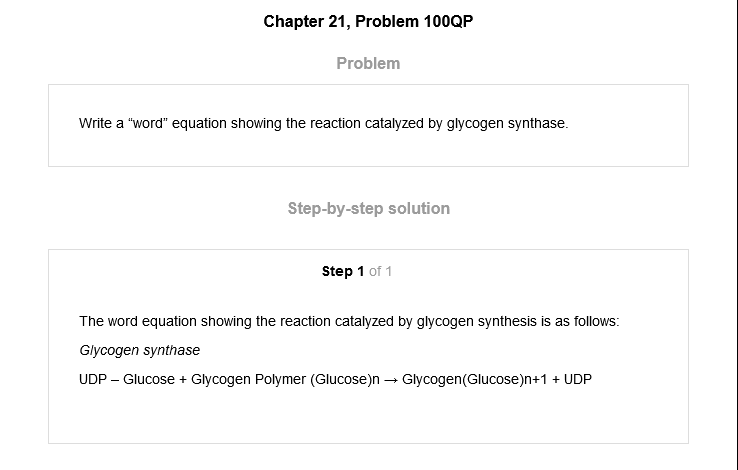 Chapter 21, Problem 100QP
Problem
Write a “word” equation showing the reaction catalyzed by glycogen synthase.
Step-by-step solution
Step 1 of 1
The word equation showing the reaction catalyzed by glycogen synthesis is as follows:
Glycogen synthase
UDP – Glucose + Glycogen Polymer (Glucose)n → Glycogen(Glucose)n+1 + UDP